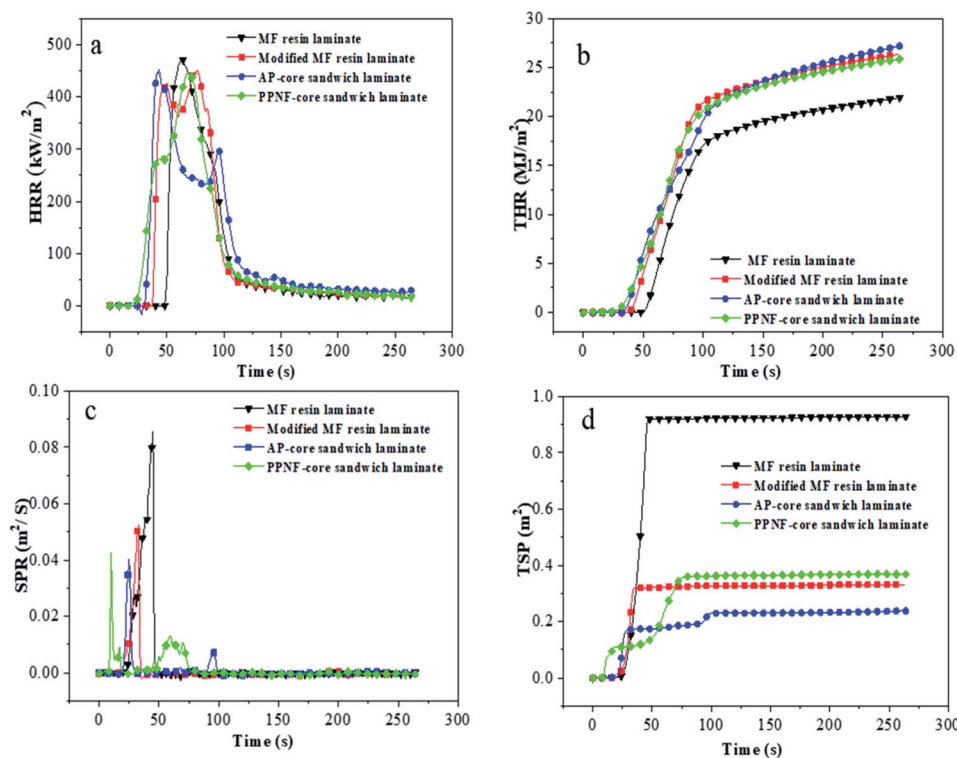 a
MF resin laminate
Modified MF resin laminate
AP-core sandwich laminate
PPNF-core sandwich laminate
HRR (kW/m2)
500
400
300
200
100
0
0 50 100 150 200 250 300
Time (s)
b
THR (MJ/m2)
30
25
20
15
10
5
0
MF resin laminate
Modified MF resin laminate
AP-core sandwich laminate
PPNF-core sandwich laminate
0 50 100 150 200 250 300
Time (s)
c
MF resin laminate
Modified MF resin laminate
AP-core sandwich laminate
PPNF-core sandwich laminate
SPR (m2/ S)
0.10
0.08
0.06
0.04
0.02
0.00
0 50 100 150 200 250 300
Time (s)
d
TSP (m2)
1.0
0.8
0.6
0.4
0.2
0.0
MF resin laminate
Modified MF resin laminate
AP-core sandwich laminate
PPNF-core sandwich laminate
0 50 100 150 200 250 300
Time (s)